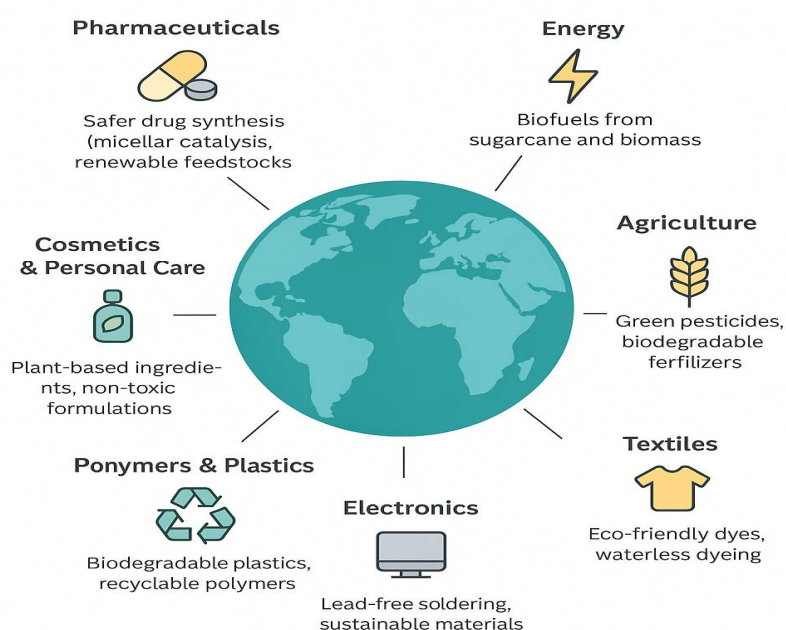 Pharmaceuticals
Safer drug synthesis
(micellar catalysis,
renewable feedstocks
Energy
Biofuels from
sugarcane and biomass
Cosmetics
& Personal Care
Plant-based ingredie-
nts, non-toxic
formulations
Agriculture
Green pesticides,
biodegradable
ferfilizers
Ponymers & Plastics
Biodegradable plastics,
recyclable polymers
Electronics
Lead-free soldering,
sustainable materials
Textiles
Eco-friendly dyes,
waterless dyeing